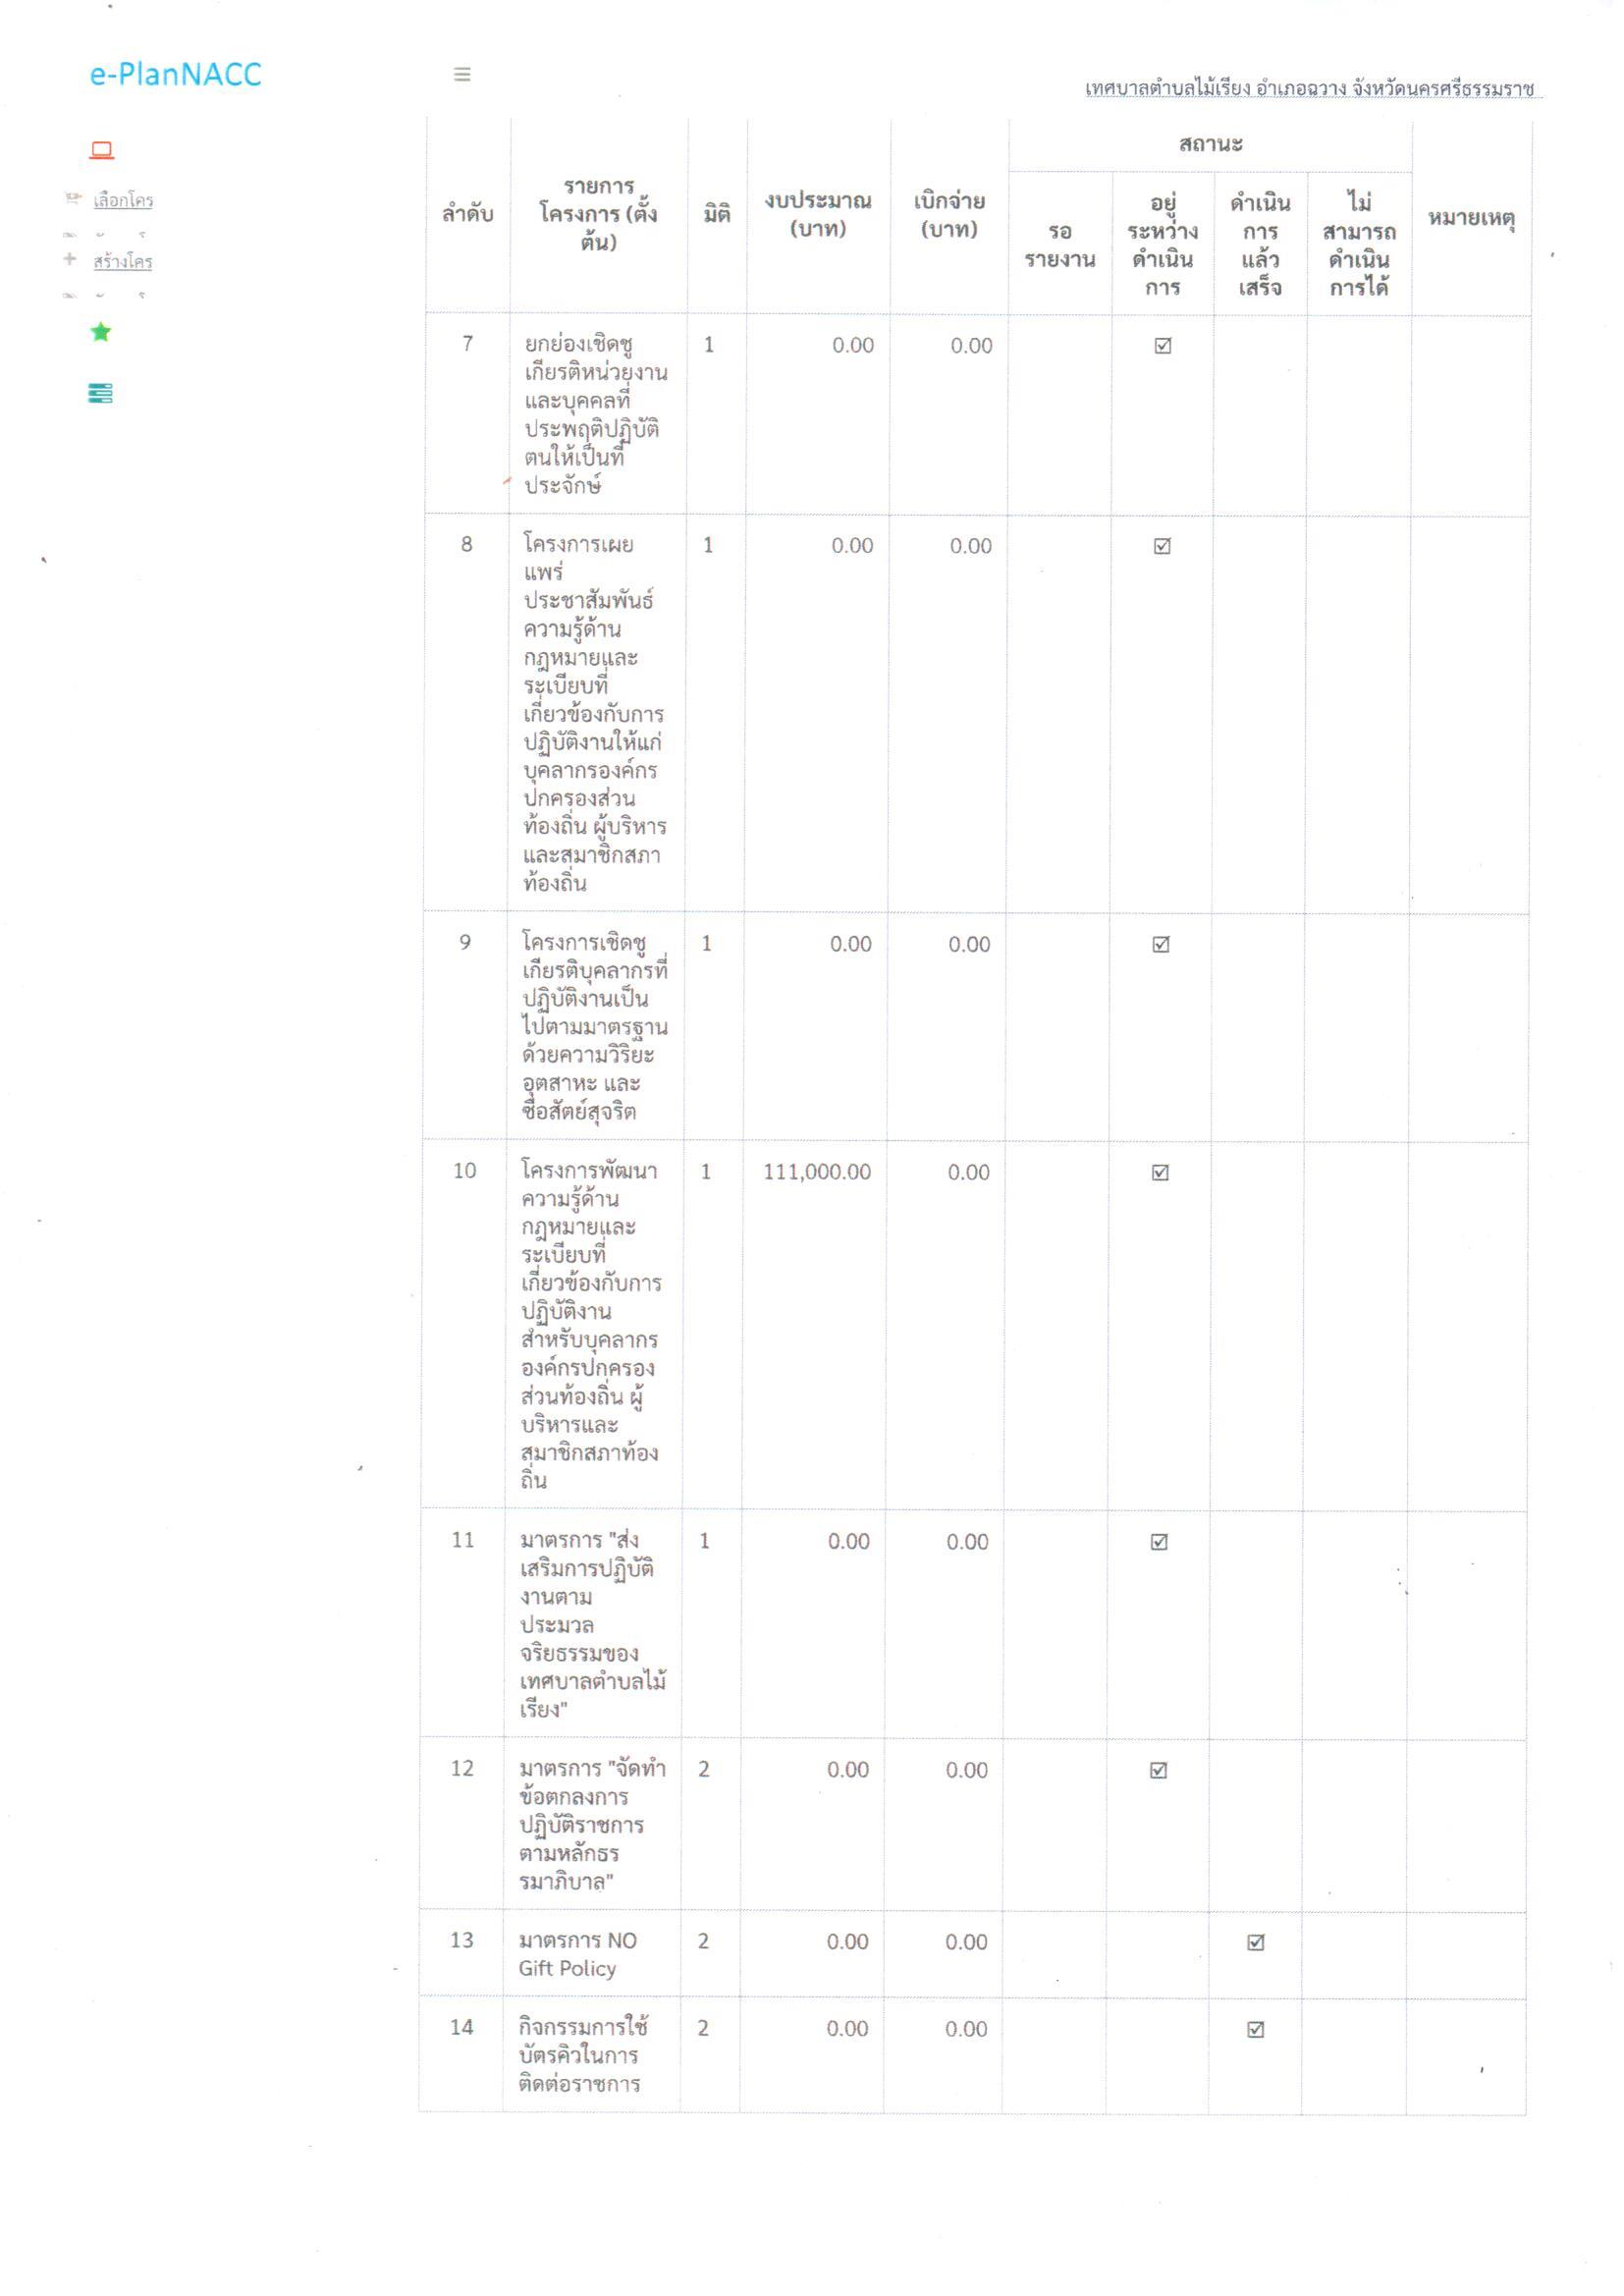 e-PlanNACC
เทศบาลตำบลไม้เรียง อำเภอฉวาง จังหวัดนครศรีธรรมราช
เลือกโคร
สร้างโคร
ลำดับ
รายการ
โครงการ (ตั้ง
ต้น)
มิติ
งบประมาณ
(บาท)
เบิกจ่าย
(บาท)
สถานะ
รอ
รายงาน
อยู่
ระหว่าง
ดำเนิน
การ
ดำเนิน
การ
แล้ว
เสร็จ
ไม่
สามารถ
ดำเนิน
การได้
หมายเหตุ
7 ยกย่องเชิดชู 1 0.00 0.00 ☑
เกียรติหน่วยงาน
และบุคคลที่
ประพฤติปฏิบัติ
ตนให้เป็นที่
ประจักษ์
8 โครงการเผย 1 0.00 0.00 ☑
แพร่
ประชาสัมพันธ์
ความรู้ด้าน
กฎหมายและ
ระเบียบที่
เกี่ยวข้องกับการ
ปฏิบัติงานให้แก่
บุคลากรองค์กร
ปกครองส่วน
ท้องถิ่น ผู้บริหาร
และสมาชิกสภา
ท้องถิ่น
9 โครงการเชิดชู 1 0.00 0.00 ☑
เกียรติบุคลากรที่
ปฏิบัติงานเป็น
ไปตามมาตรฐาน
ด้วยความวิริยะ
อุตสาหะ และ
ซื่อสัตย์สุจริต
10 โครงการพัฒนา 1 111,000.00 0.00 ☑
ความรู้ด้าน
กฎหมายและ
ระเบียบที่
เกี่ยวข้องกับการ
ปฏิบัติงาน
สำหรับบุคลากร
องค์กรปกครอง
ส่วนท้องถิ่น ผู้
บริหารและ
สมาชิกสภาท้อง
ถิ่น
11 มาตรการ "ส่ง 1 0.00 0.00 ☑
เสริมการปฏิบัติ
งานตาม
ประมวล
จริยธรรมของ
เทศบาลตำบลไม้
เรียง"
12 มาตรการ "จัดทำ 2 0.00 0.00 ☑
ข้อตกลงการ
ปฏิบัติราชการ
ตามหลักธร
รมาภิบาล"
13 มาตรการ NO 2 0.00 0.00 ☑
Gift Policy
14 กิจกรรมการใช้ 2 0.00 0.00 ☑
บัตรคิวในการ
ติดต่อราชการ